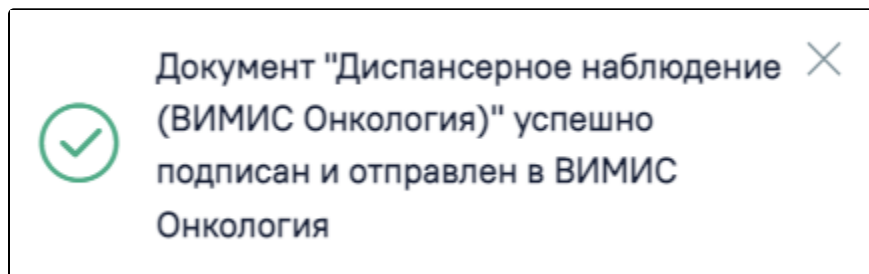 Документ "Диспансерное наблюдение
(ВИМИС Онкология)" успешно
подписан и отправлен в ВИМИС
Онкология